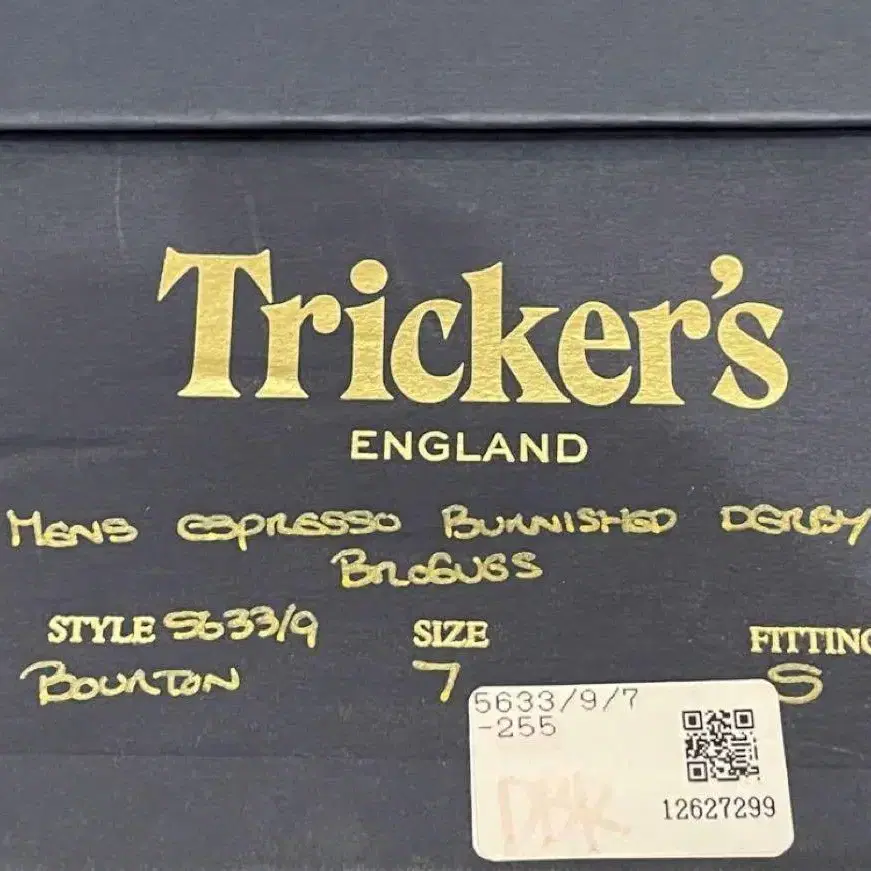 Tricker's
ENGLAND
MENS ESPRESSO BURNISHED DERBY
BROGUES
STYLE 5633/9 SIZE FITTING
BOURTON 7 5
5633/9/7
-255
DBR
12627299